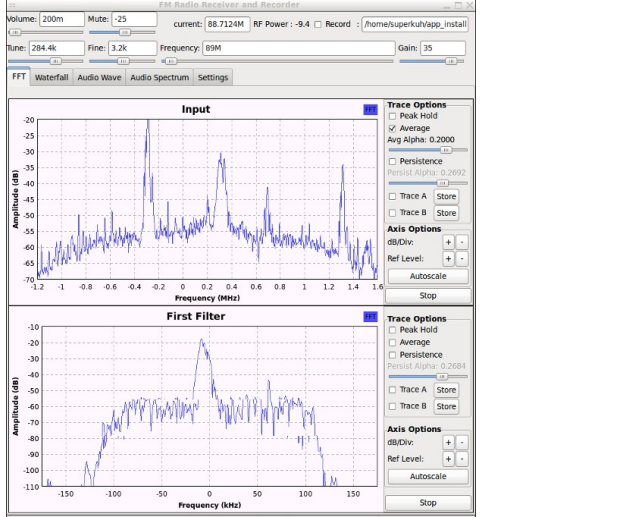 FM Radio Receiver and Recorder
Volume: 200m Mute: -25 current: 88.7124M RF Power : -9.4 Record : /home/superkuh/app_install
Tune: 284.4k Fine: 3.2k Frequency: 89M Gain: 35
FFT Waterfall Audio Wave Audio Spectrum Settings
Input
FFT
Amplitude (dB)
-20
-25
-30
-35
-40
-45
-50
-55
-60
-65
-70
-1.2 -1 -0.8 -0.6 -0.4 -0.2 0 0.2 0.4 0.6 0.8 1 1.2 1.4 1.6
Frequency (MHz)
Trace Options
Peak Hold
Average
Avg Alpha: 0.2000
Persistence
Persist Alpha: 0.2692
Trace A Store
Trace B Store
Axis Options
dB/Div: + -
Ref Level: + -
Autoscale
Stop
First Filter
FFT
Amplitude (dB)
-10
-20
-30
-40
-50
-60
-70
-80
-90
-100
-110
-150 -100 -50 0 50 100 150
Frequency (kHz)
Trace Options
Peak Hold
Average
Persistence
Persist Alpha: 0.2684
Trace A Store
Trace B Store
Axis Options
dB/Div: + -
Ref Level: + -
Autoscale
Stop